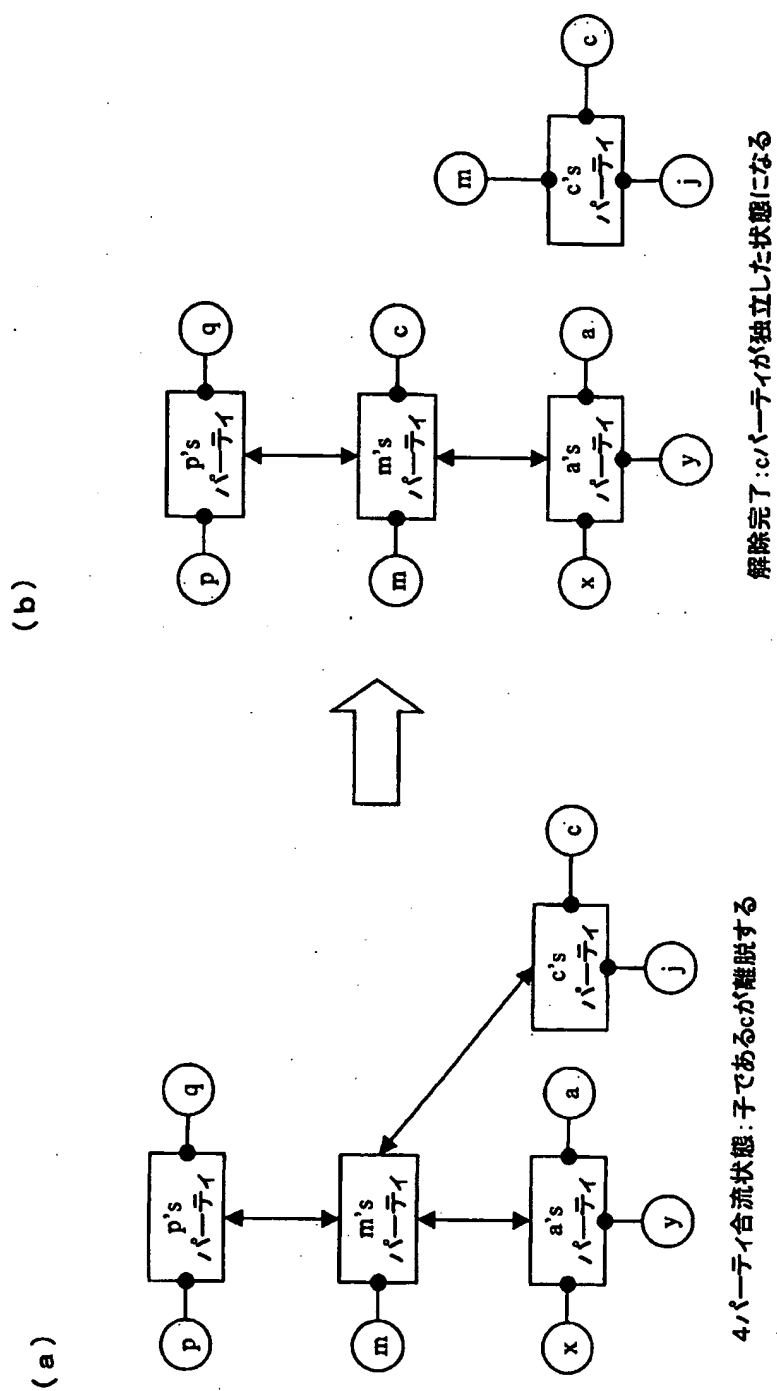 (a)
p's
パーティ
p
q
m's
パーティ
m
a's
パーティ
x
a
y
c's
パーティ
c
j
4パーティ合流状態:子であるcが離脱する
(b)
p's
パーティ
p
q
m's
パーティ
m
c
a's
パーティ
x
a
y
c's
パーティ
m
c
j
解除完了:cパーティが独立した状態になる